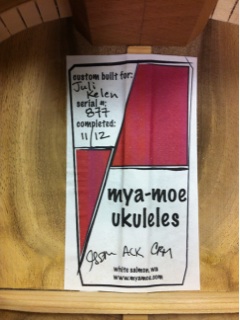 custom built for:
Juli
Kelen
serial #:
877
completed:
11/12
mya-moe
ukuleles
ACK
white salmon, wa
www.myamoe.com